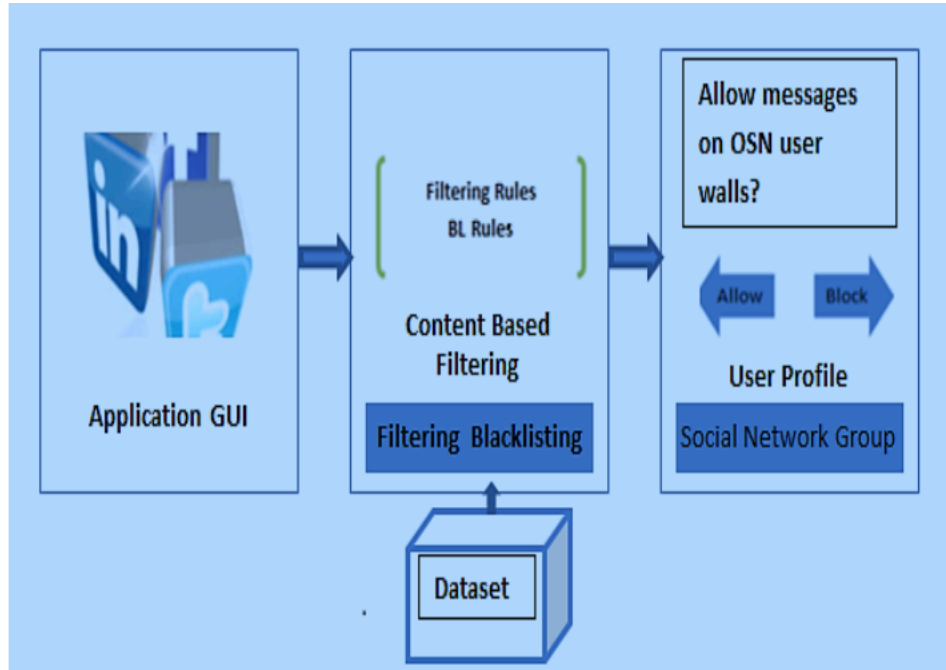 in
Application GUI
Filtering Rules
BL Rules
Content Based
Filtering
Filtering Blacklisting
Dataset
Allow messages
on OSN user
walls?
Allow
Block
User Profile
Social Network Group